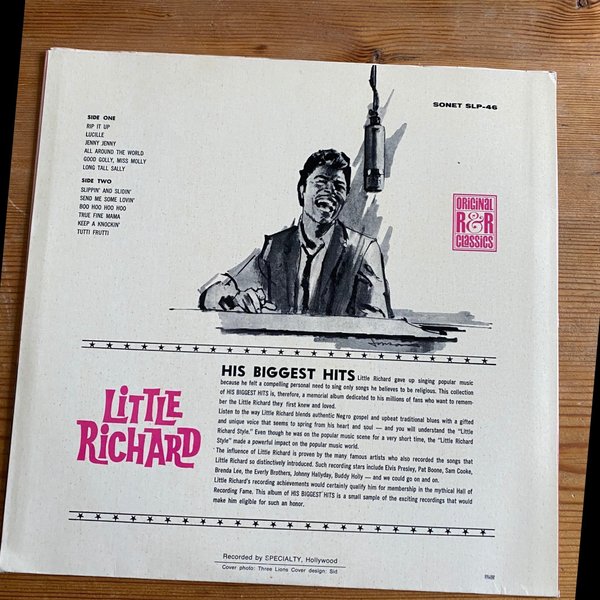 SONET SLP-46
SIDE ONE
RIP IT UP
LUCILLE
JENNY JENNY
ALL AROUND THE WORLD
GOOD GOLLY, MISS MOLLY
LONG TALL SALLY
SIDE TWO
SLIPPIN' AND SLIDIN'
SEND ME SOME LOVIN'
BOO HOO HOO HOO
TRUE FINE MAMA
KEEP A KNOCKIN'
TUTTI FRUTTI
ORIGINAL
R&R
CLASSICS
LITTLE
RICHARD
HIS BIGGEST HITS Little Richard gave up singing popular music
because he felt a compelling personal need to sing only songs he believes to be religious. This collection
of HIS BIGGEST HITS is, therefore, a memorial album dedicated to his millions of fans who want to remem-
ber the Little Richard they first knew and loved.
Listen to the way Little Richard blends authentic Negro gospel and upbeat traditional blues with a gifted
and unique voice that seems to spring from his heart and soul — and you will understand the "Little
Richard Style." Even though he was on the popular music scene for a very short time, the "Little Richard
Style" made a powerful impact on the popular music world.
The influence of Little Richard is proven by the many famous artists who also recorded the songs that
Little Richard so distinctively introduced. Such recording stars include Elvis Presley, Pat Boone, Sam Cooke,
Brenda Lee, the Everly Brothers, Johnny Hallyday, Buddy Holly — and we could go on and on.
Little Richard's recording achievements would certainly qualify him for membership in the mythical Hall of
Recording Fame. This album of HIS BIGGEST HITS is a small sample of the exciting recordings that would
make him eligible for such an honor.
Recorded by SPECIALTY, Hollywood
Cover photo: Three Lions Cover design: Sid.